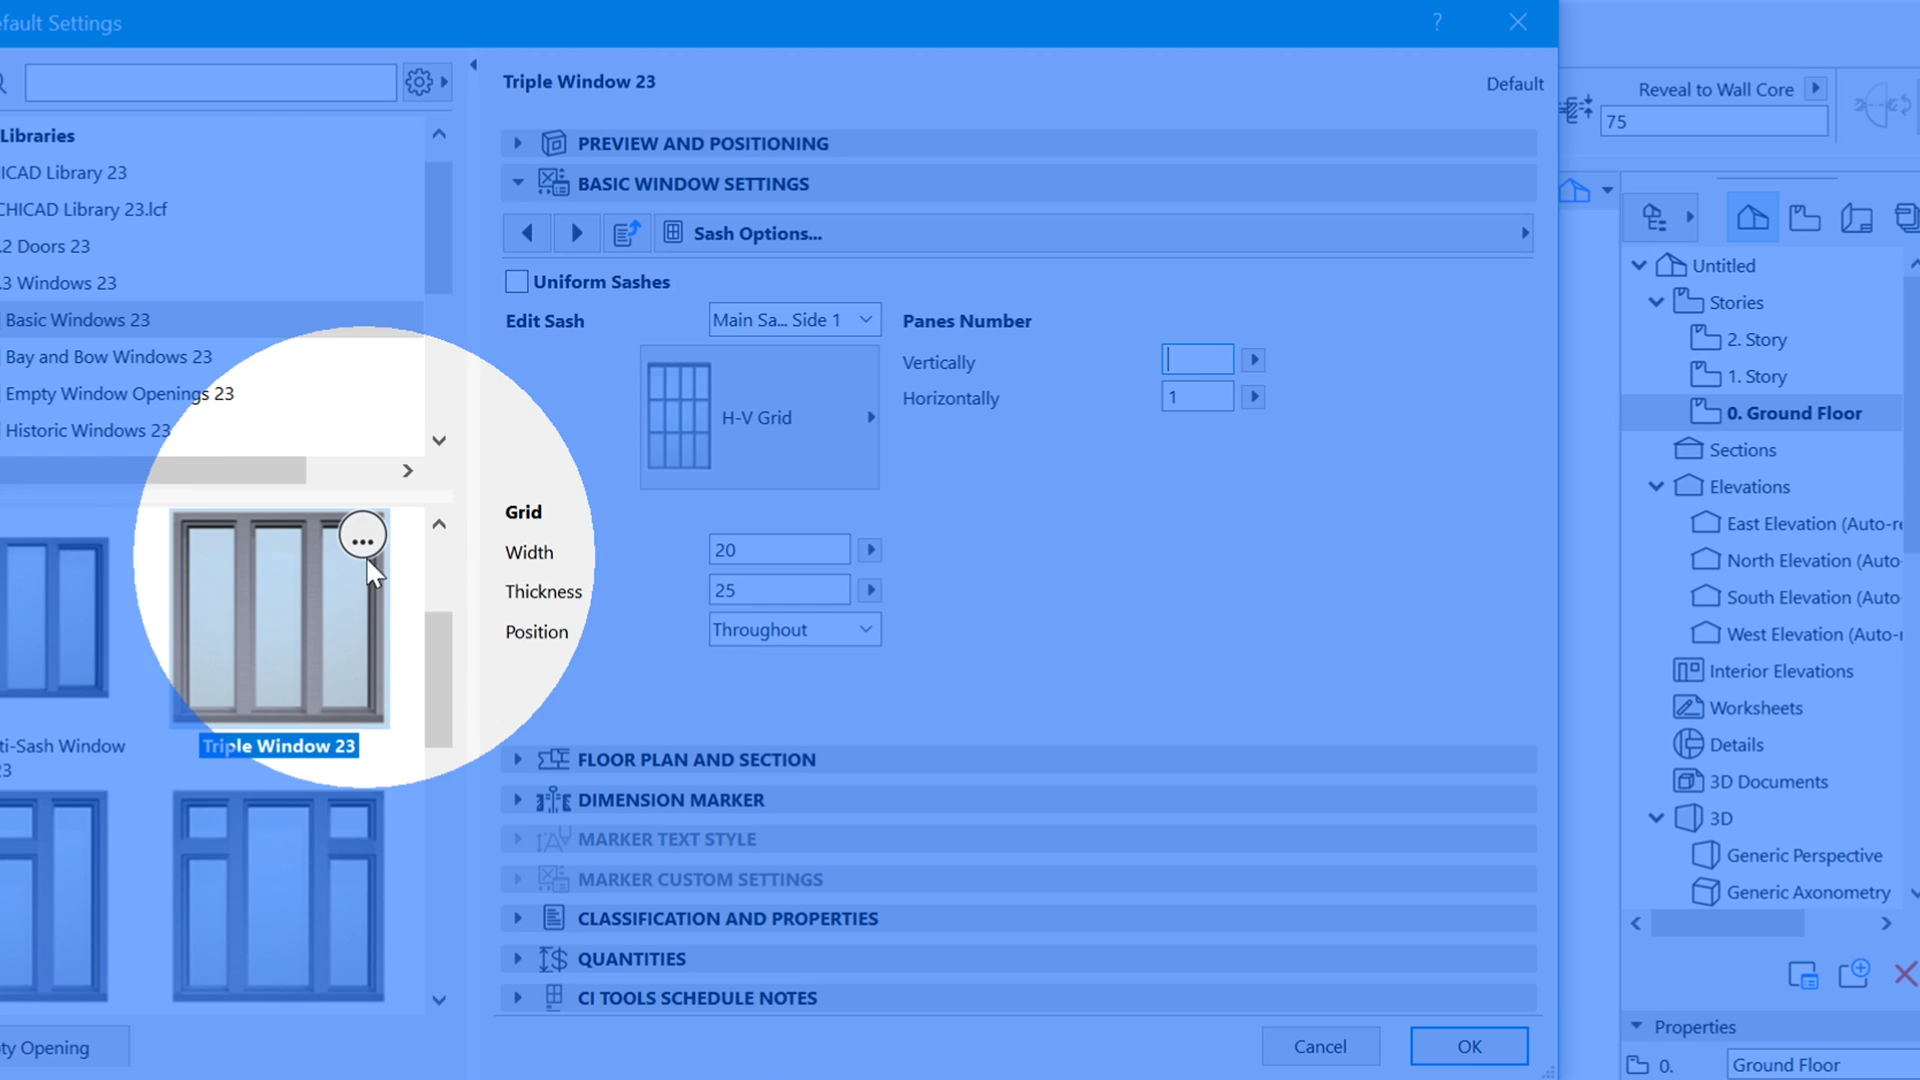 efault Settings
?
Libraries
ICAD Library 23
CHICAD Library 23.lcf
.2 Doors 23
.3 Windows 23
Basic Windows 23
Bay and Bow Windows 23
Empty Window Openings 23
Historic Windows 23
...
ti-Sash Window
3
Triple Window 23
ty Opening
Triple Window 23
Default
PREVIEW AND POSITIONING
BASIC WINDOW SETTINGS
Sash Options...
Uniform Sashes
Edit Sash
Main Sa... Side 1
H-V Grid
Panes Number
Vertically
Horizontally
1
Grid
Width
20
Thickness
25
Position
Throughout
FLOOR PLAN AND SECTION
DIMENSION MARKER
MARKER TEXT STYLE
MARKER CUSTOM SETTINGS
CLASSIFICATION AND PROPERTIES
QUANTITIES
CI TOOLS SCHEDULE NOTES
Cancel
OK
Reveal to Wall Core
75
Untitled
Stories
2. Story
1. Story
0. Ground Floor
Sections
Elevations
East Elevation (Auto-re
North Elevation (Auto-
South Elevation (Auto-
West Elevation (Auto-r
Interior Elevations
Worksheets
Details
3D Documents
3D
Generic Perspective
Generic Axonometry
Properties
0.
Ground Floor